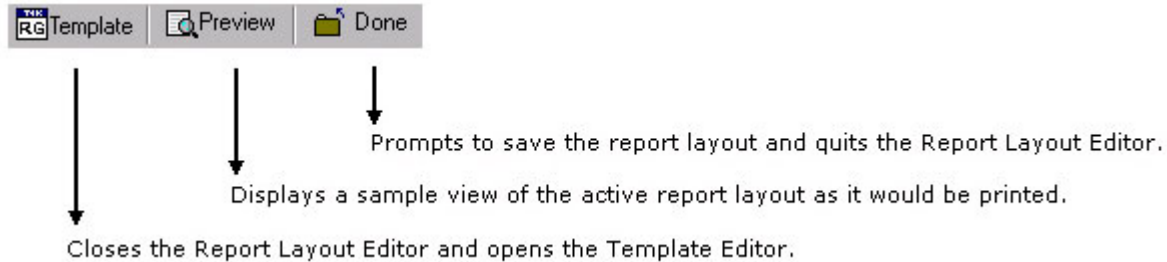 TNK
RG Template Preview Done
Prompts to save the report layout and quits the Report Layout Editor.
Displays a sample view of the active report layout as it would be printed.
Closes the Report Layout Editor and opens the Template Editor.